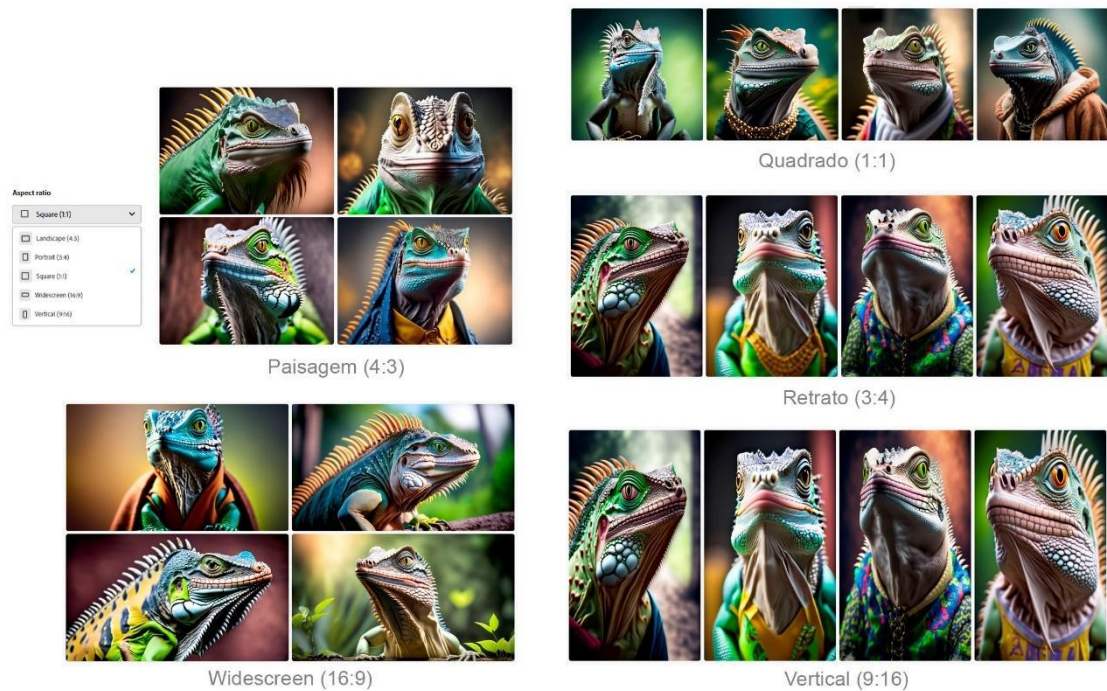 Aspect ratio
Square (1:1)
Landscape (4:3)
Portrait (3:4)
Square (1:1)
Widescreen (16:9)
Vertical (9:16)
Paisagem (4:3)
Widescreen (16:9)
Quadrado (1:1)
Retrato (3:4)
Vertical (9:16)